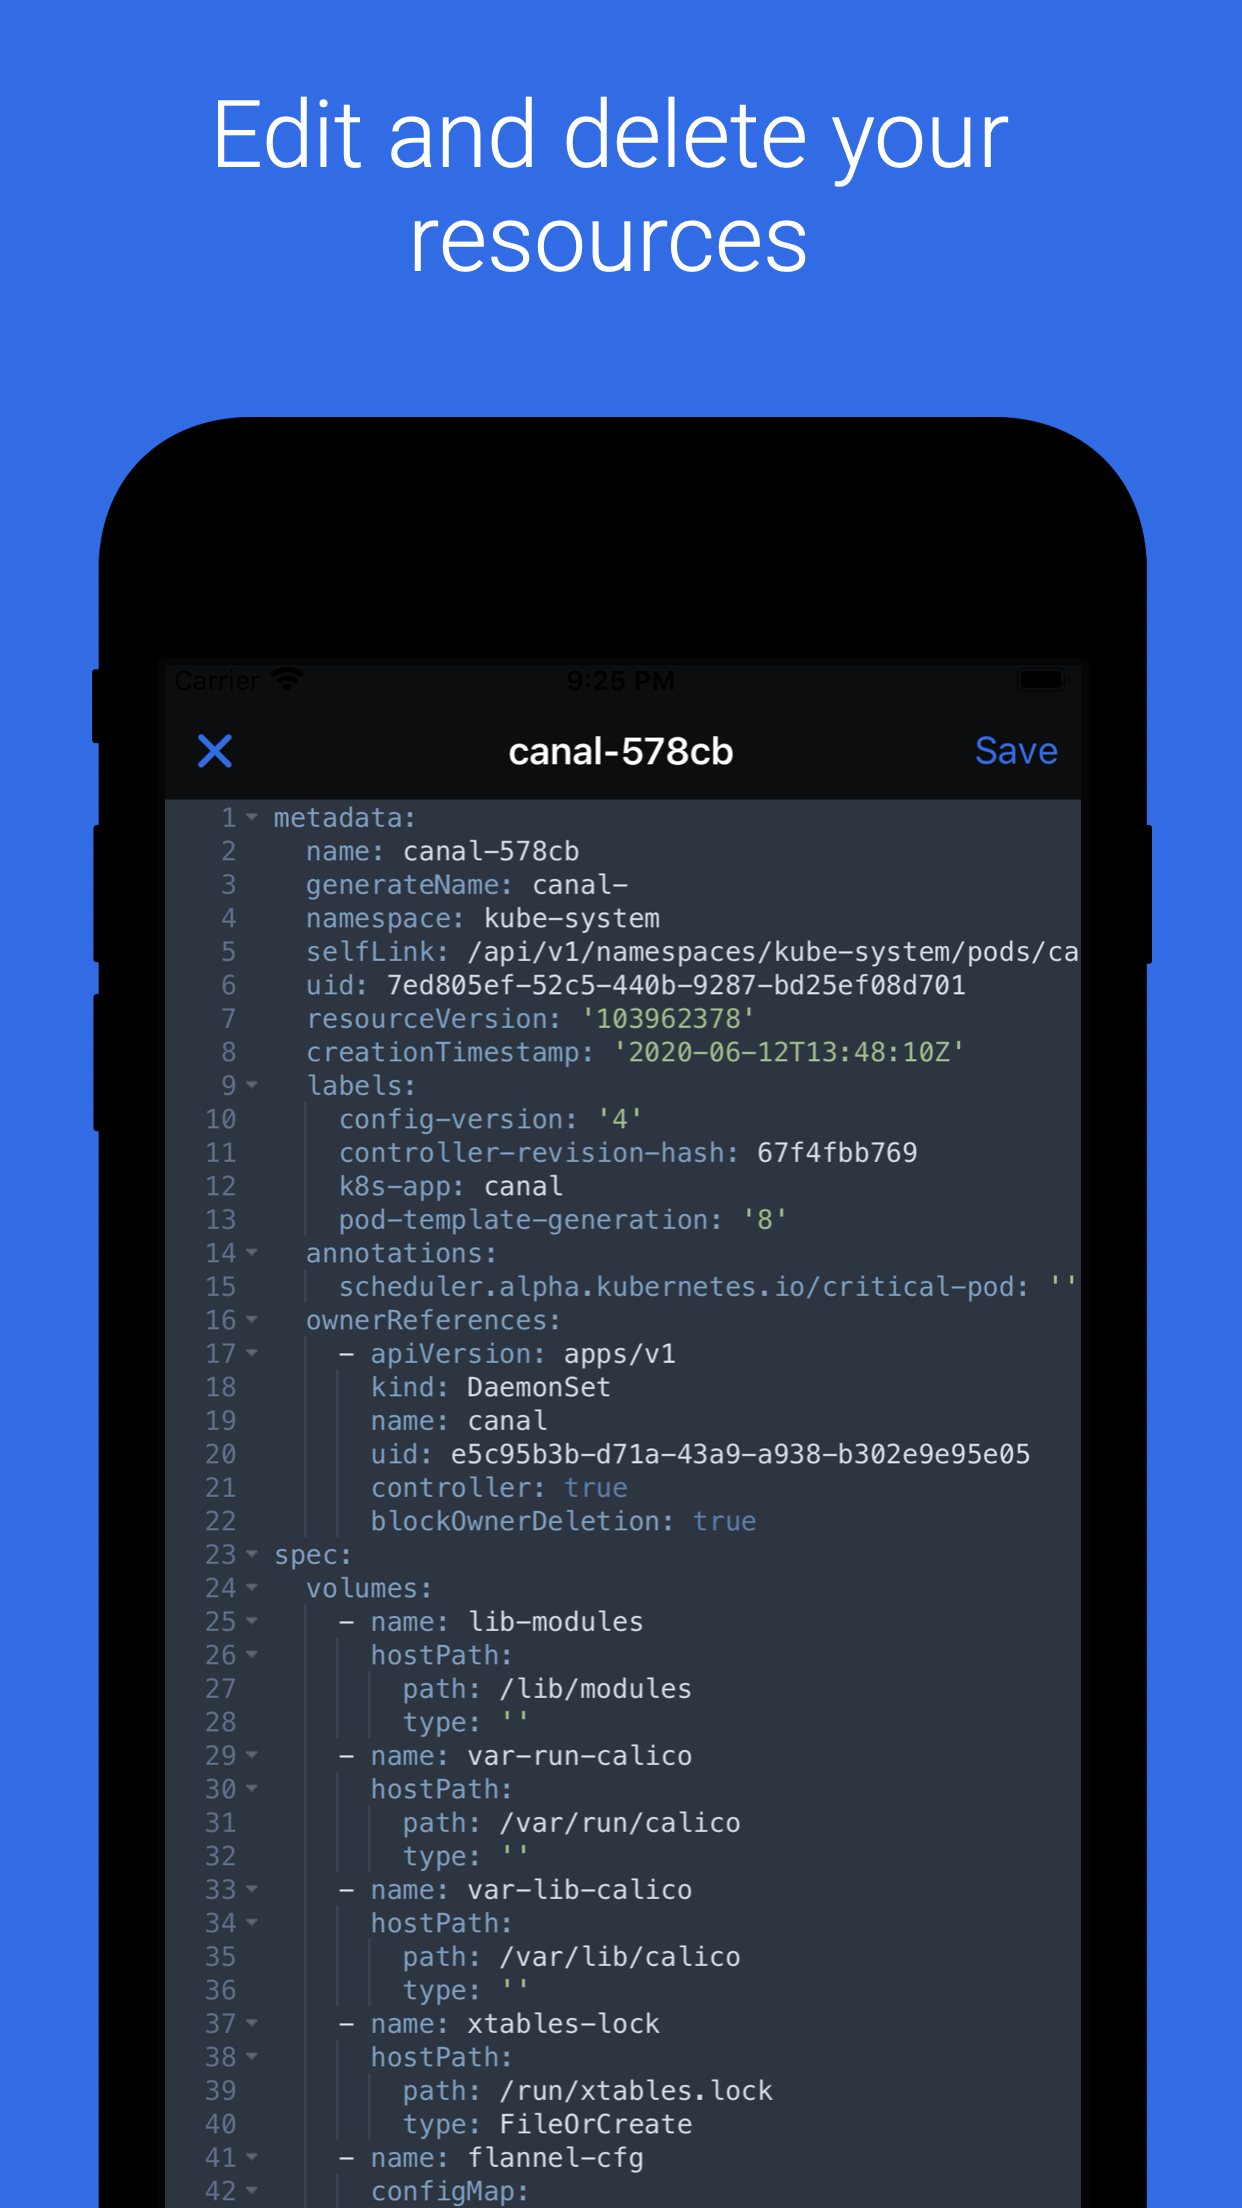 Edit and delete your
resources
Carrier 9:25 PM
canal-578cb Save
1 metadata:
2 name: canal-578cb
3 generateName: canal-
4 namespace: kube-system
5 selfLink: /api/v1/namespaces/kube-system/pods/ca
6 uid: 7ed805ef-52c5-440b-9287-bd25ef08d701
7 resourceVersion: '103962378'
8 creationTimestamp: '2020-06-12T13:48:10Z'
9 labels:
10 config-version: '4'
11 controller-revision-hash: 67f4fbb769
12 k8s-app: canal
13 pod-template-generation: '8'
14 annotations:
15 scheduler.alpha.kubernetes.io/critical-pod: ''
16 ownerReferences:
17 - apiVersion: apps/v1
18 kind: DaemonSet
19 name: canal
20 uid: e5c95b3b-d71a-43a9-a938-b302e9e95e05
21 controller: true
22 blockOwnerDeletion: true
23 spec:
24 volumes:
25 - name: lib-modules
26 hostPath:
27 path: /lib/modules
28 type: ''
29 - name: var-run-calico
30 hostPath:
31 path: /var/run/calico
32 type: ''
33 - name: var-lib-calico
34 hostPath:
35 path: /var/lib/calico
36 type: ''
37 - name: xtables-lock
38 hostPath:
39 path: /run/xtables.lock
40 type: FileOrCreate
41 - name: flannel-cfg
42 configMap: